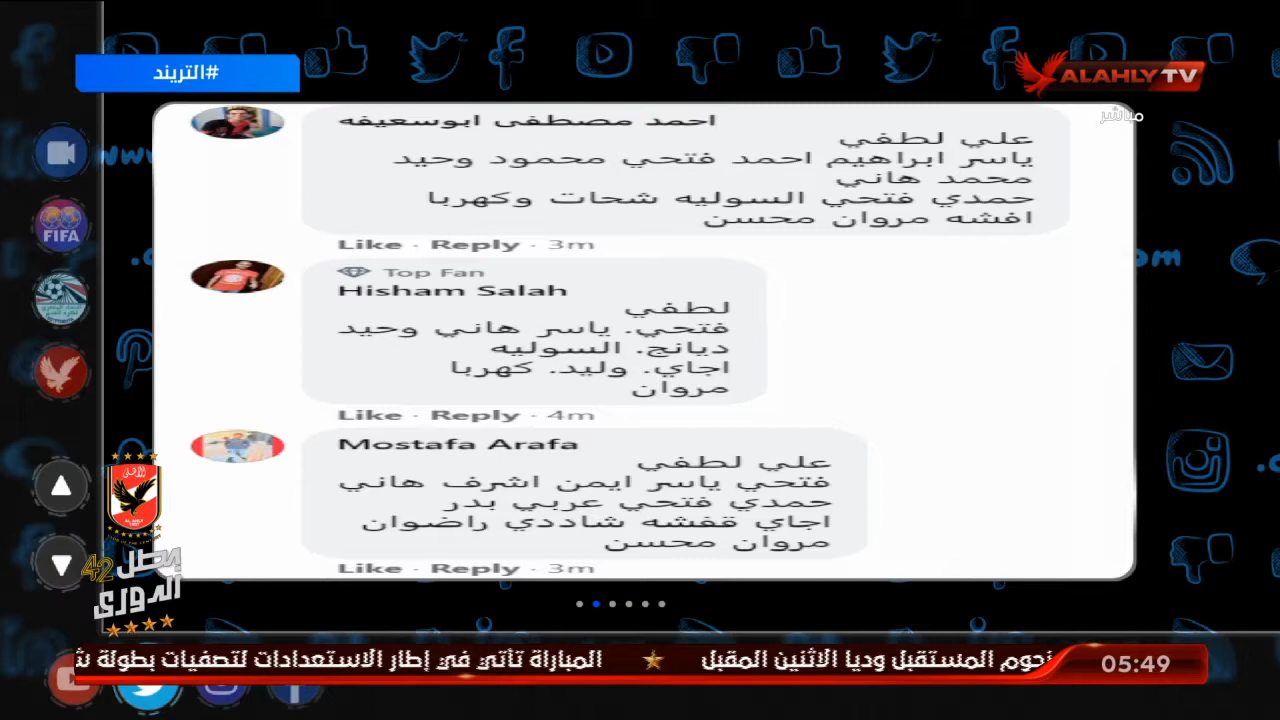 #التريند
ALAHLY TV
مباشر
احمد مصطفى ابوسعيفه
علي لطفي
ياسر ابراهيم احمد فتحي محمود وحيد
محمد هاني
حمدي فتحي السوليه شحات وكهربا
افشه مروان محسن
Like · Reply · 3m
Top Fan
Hisham Salah
لطفي
فتحي. ياسر هاني وحيد
ديانج. السوليه
اجاي. وليد. كهربا
مروان
Like · Reply · 4m
Mostafa Arafa
علي لطفي
فتحي ياسر ايمن اشرف هاني
حمدي فتحي عربي بدر
اجاي قفشه شاددي راضوان
مروان محسن
Like · Reply · 3m
FIFA
الأهلي
AL AHLY
1907
بطل 42
الدوري
نجوم المستقبل وديا الاثنين المقبل ★ المباراة تأتي في إطار الاستعدادات لتصفيات بطولة
05:49